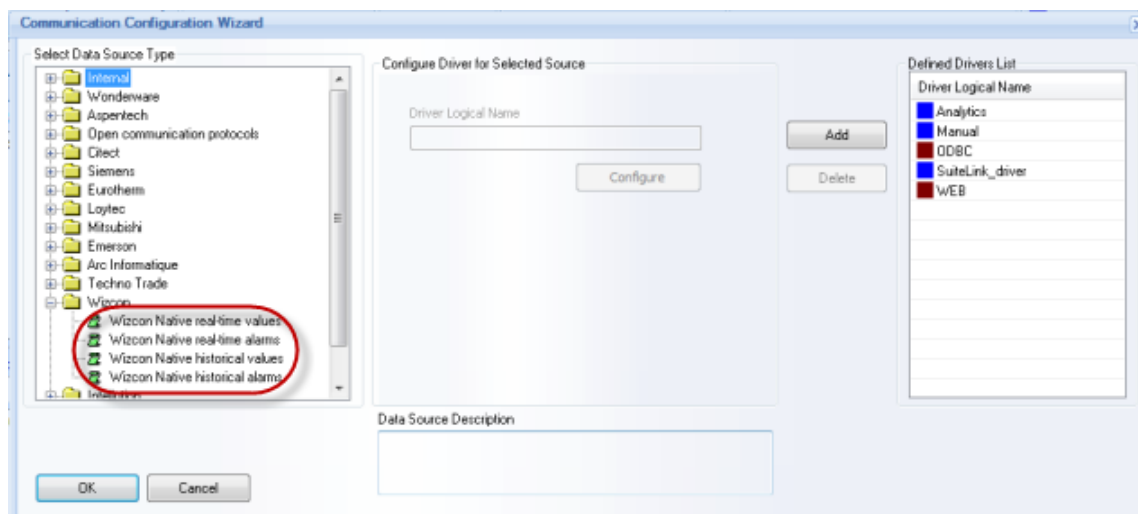 Communication Configuration Wizard
Select Data Source Type
Internal
Wonderware
Aspentech
Open communication protocols
Citect
Siemens
Eurotherm
Loytec
Mitsubishi
Emerson
Arc Informatique
Techno Trade
Wizcon
Wizcon Native real-time values
Wizcon Native real-time alarms
Wizcon Native historical values
Wizcon Native historical alarms
Configure Driver for Selected Source
Driver Logical Name
Configure
Add
Delete
Defined Drivers List
Driver Logical Name
Analytics
Manual
ODBC
SuiteLink_driver
WEB
Data Source Description
OK
Cancel